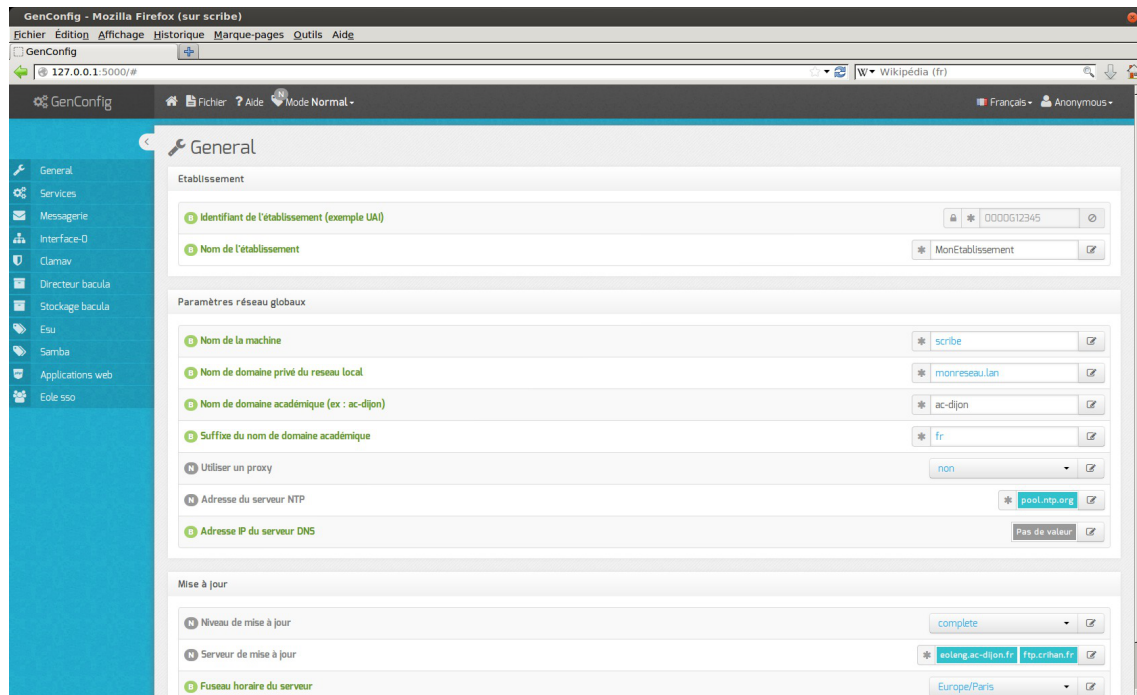 GenConfig - Mozilla Firefox (sur scribe)
Fichier Édition Affichage Historique Marque-pages Outils Aide
GenConfig
127.0.0.1:5000/#
W Wikipédia (fr)
GenConfig
Fichier ? Aide N Mode Normal
Français Anonymous
General
General
Services
Messagerie
Interface-0
Clamav
Directeur bacula
Stockage bacula
Esu
Samba
Applications web
Eole sso
Etablissement
B Identifiant de l'établissement (exemple UAI) 0000G12345
B Nom de l'établissement MonEtablissement
Paramètres réseau globaux
B Nom de la machine scribe
B Nom de domaine privé du reseau local monreseau.lan
B Nom de domaine académique (ex : ac-dijon) ac-dijon
B Suffixe du nom de domaine académique fr
N Utiliser un proxy non
N Adresse du serveur NTP pool.ntp.org
B Adresse IP du serveur DNS Pas de valeur
Mise à jour
N Niveau de mise à jour complete
N Serveur de mise à jour eoleng.ac-dijon.fr ftp.crihan.fr
B Fuseau horaire du serveur Europe/Paris